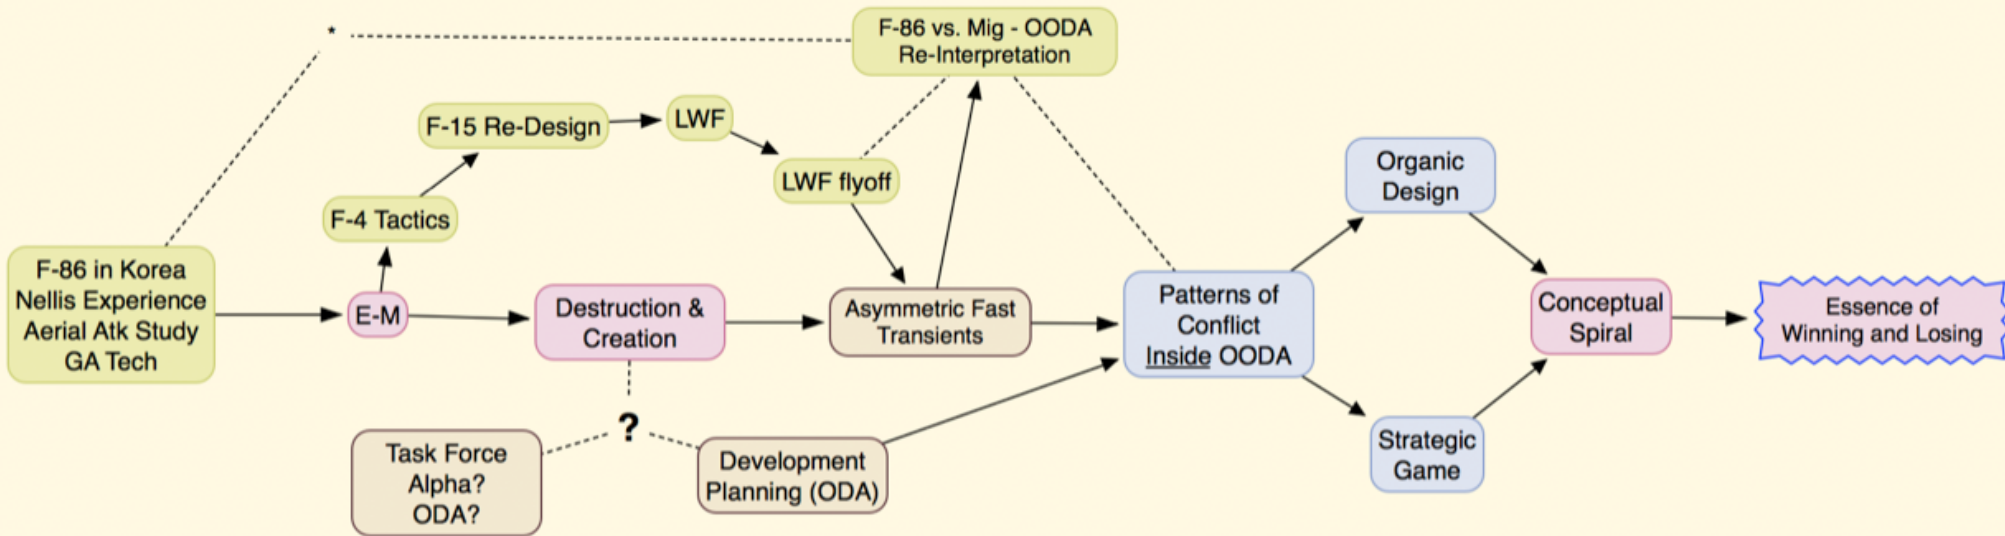 *
F-86 vs. Mig - OODA
Re-Interpretation
F-15 Re-Design
LWF
LWF flyoff
F-4 Tactics
F-86 in Korea
Nellis Experience
Aerial Atk Study
GA Tech
E-M
Destruction &
Creation
Asymmetric Fast
Transients
Patterns of
Conflict
Inside OODA
Organic
Design
Strategic
Game
Conceptual
Spiral
Essence of
Winning and Losing
?
Task Force
Alpha?
ODA?
Development
Planning (ODA)